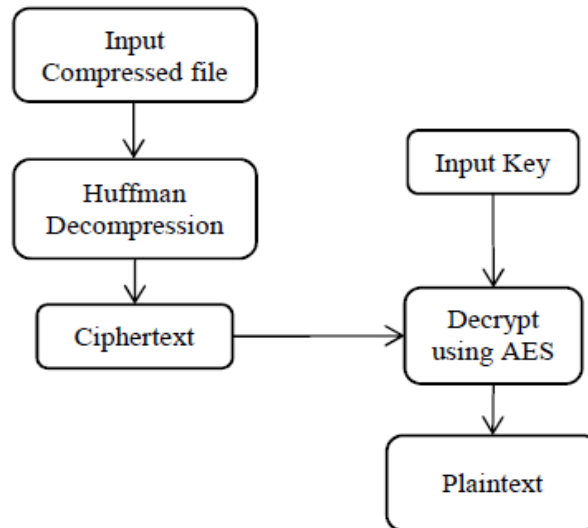 Input
Compressed file
Huffman
Decompression
Ciphertext
Input Key
Decrypt
using AES
Plaintext